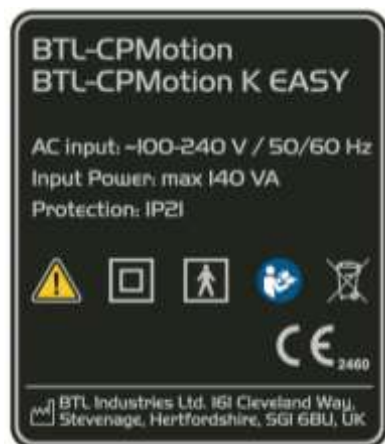 BTL-CPMotion
BTL-CPMotion K EASY
AC input: ~100-240 V / 50/60 Hz
Input Power: max 140 VA
Protection: IP21
CE 2460
BTL Industries Ltd. 161 Cleveland Way,
Stevenage, Hertfordshire, SG1 6BU, UK